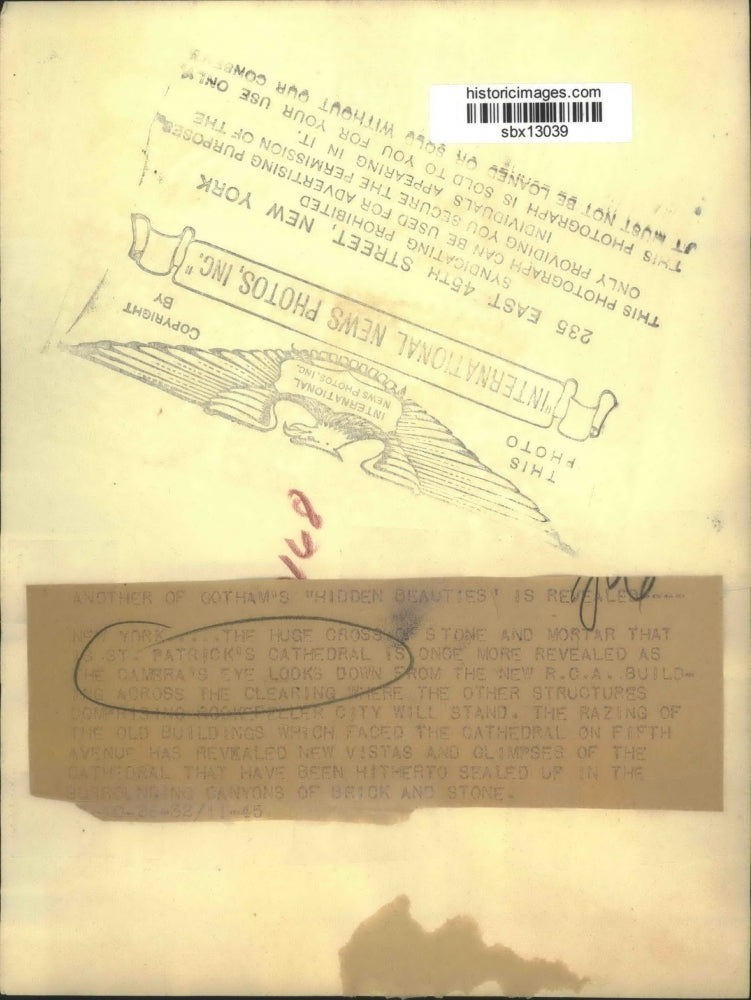 historicimages.com
sbx13039
THIS
PHOTO
INTERNATIONAL
NEWS PHOTOS, INC.
COPYRIGHT
BY
"INTERNATIONAL NEWS PHOTOS, INC."
235 EAST 45TH STREET, NEW YORK
SYNDICATING PROHIBITED
THIS PHOTOGRAPH CAN BE USED FOR ADVERTISING PURPOSES
ONLY PROVIDING YOU SECURE THE PERMISSION OF THE
INDIVIDUALS APPEARING IN IT.
THIS PHOTOGRAPH IS SOLD TO YOU FOR YOUR USE ONLY
IT MUST NOT BE LOANED OR SOLD WITHOUT OUR CONSENT
168
ANOTHER OF GOTHAM'S "HIDDEN BEAUTIES" IS REVEALED
NEW YORK....THE HUGE CROSS OF STONE AND MORTAR THAT
IS ST. PATRICK'S CATHEDRAL IS ONCE MORE REVEALED AS
THE CAMERA'S EYE LOOKS DOWN FROM THE NEW R.C.A. BUILD-
ING ACROSS THE CLEARING WHERE THE OTHER STRUCTURES
COMPRISING ROCKEFELLER CITY WILL STAND. THE RAZING OF
THE OLD BUILDINGS WHICH FACED THE CATHEDRAL ON FIFTH
AVENUE HAS REVEALED NEW VISTAS AND GLIMPSES OF THE
CATHEDRAL THAT HAVE BEEN HITHERTO SEALED UP IN THE
SURROUNDING CANYONS OF BRICK AND STONE.